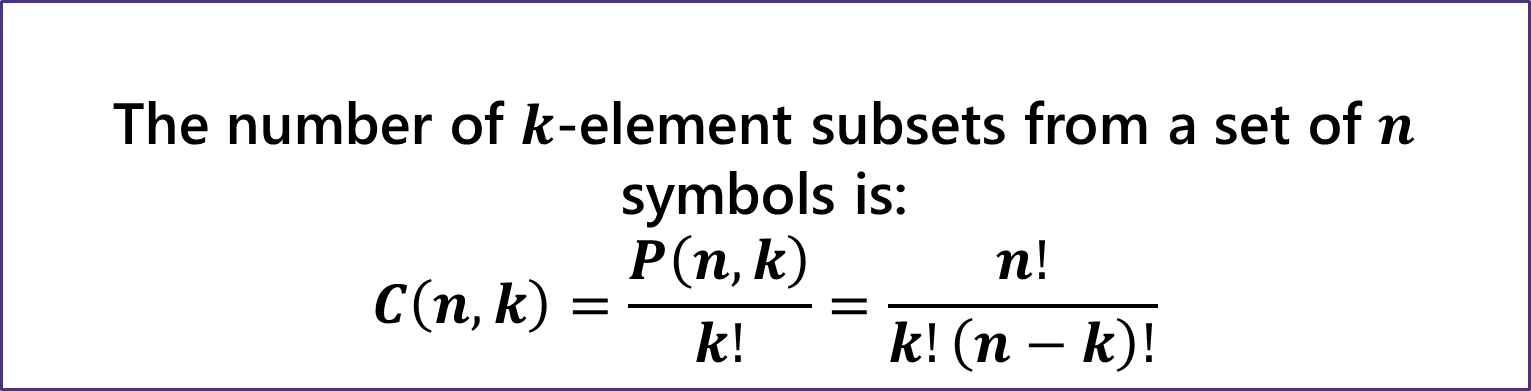 The number of k-element subsets from a set of n
symbols is:
C(n, k) = P(n, k) / k! = n! / k! (n − k)!